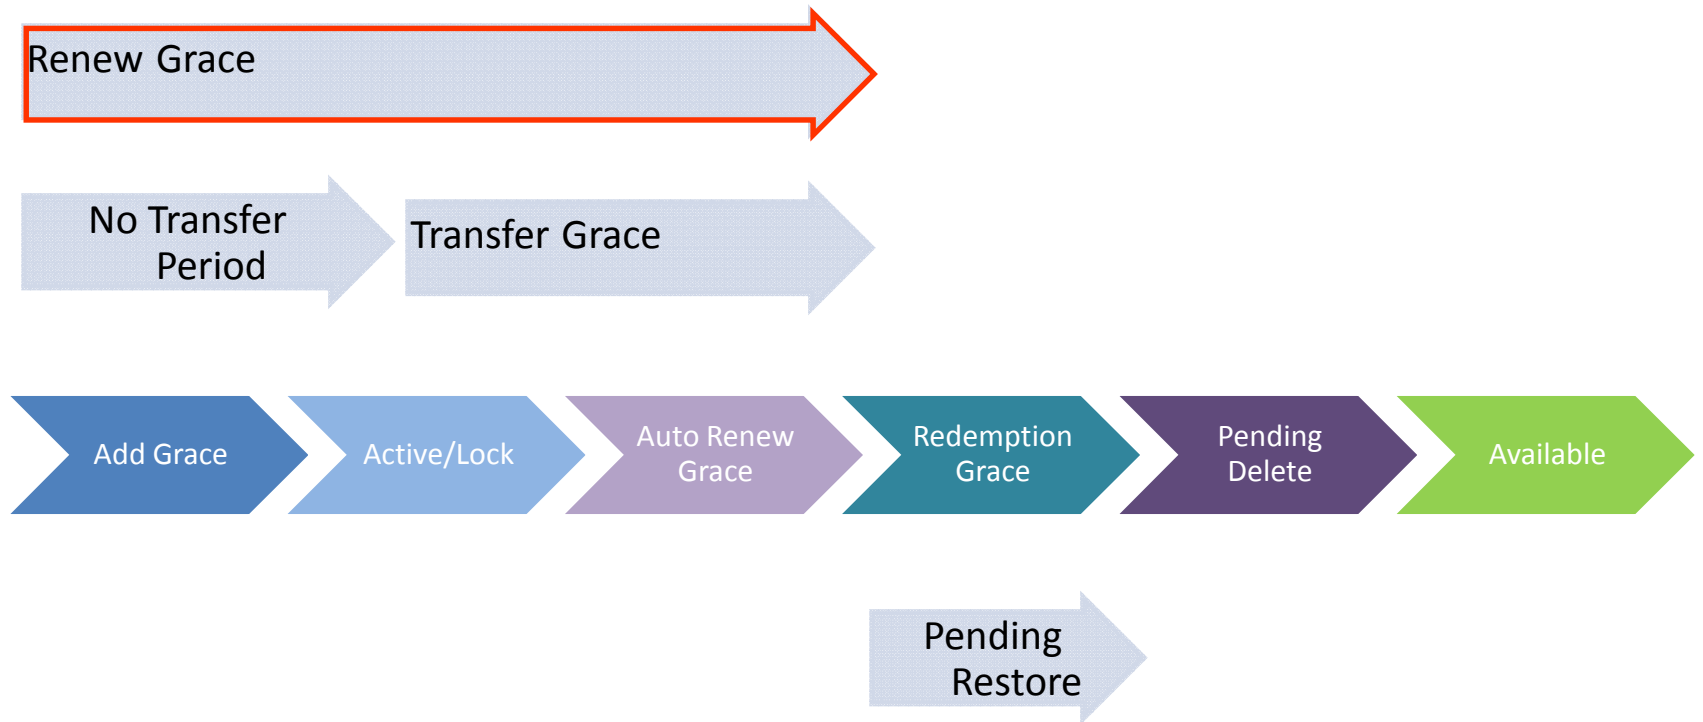 Renew Grace
No Transfer
Period
Transfer Grace
Add Grace
Active/Lock
Auto Renew
Grace
Redemption
Grace
Pending
Delete
Available
Pending
Restore